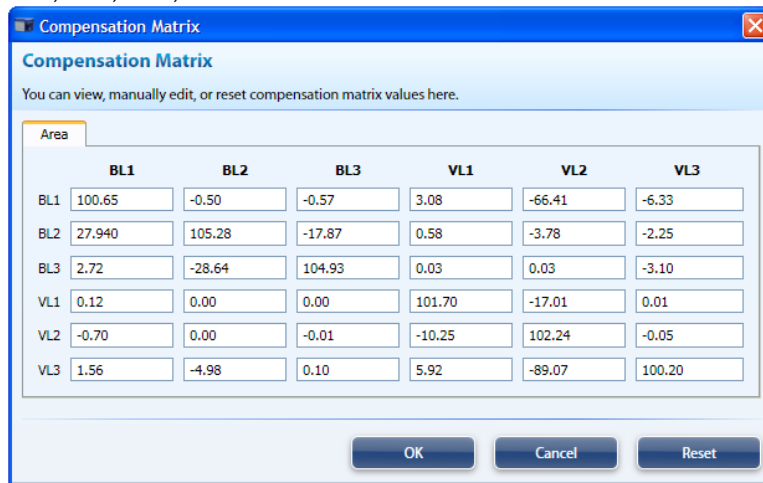 Compensation Matrix
Compensation Matrix
You can view, manually edit, or reset compensation matrix values here.
Area
BL1 BL2 BL3 VL1 VL2 VL3
BL1 100.65 -0.50 -0.57 3.08 -66.41 -6.33
BL2 27.940 105.28 -17.87 0.58 -3.78 -2.25
BL3 2.72 -28.64 104.93 0.03 0.03 -3.10
VL1 0.12 0.00 0.00 101.70 -17.01 0.01
VL2 -0.70 0.00 -0.01 -10.25 102.24 -0.05
VL3 1.56 -4.98 0.10 5.92 -89.07 100.20
OK Cancel Reset